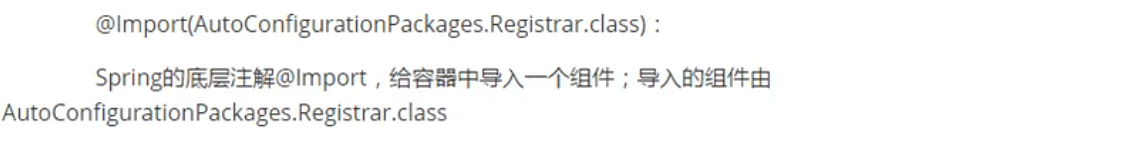 @Import(AutoConfigurationPackages.Registrar.class)：
Spring的底层注解@Import，给容器中导入一个组件；导入的组件由
AutoConfigurationPackages.Registrar.class